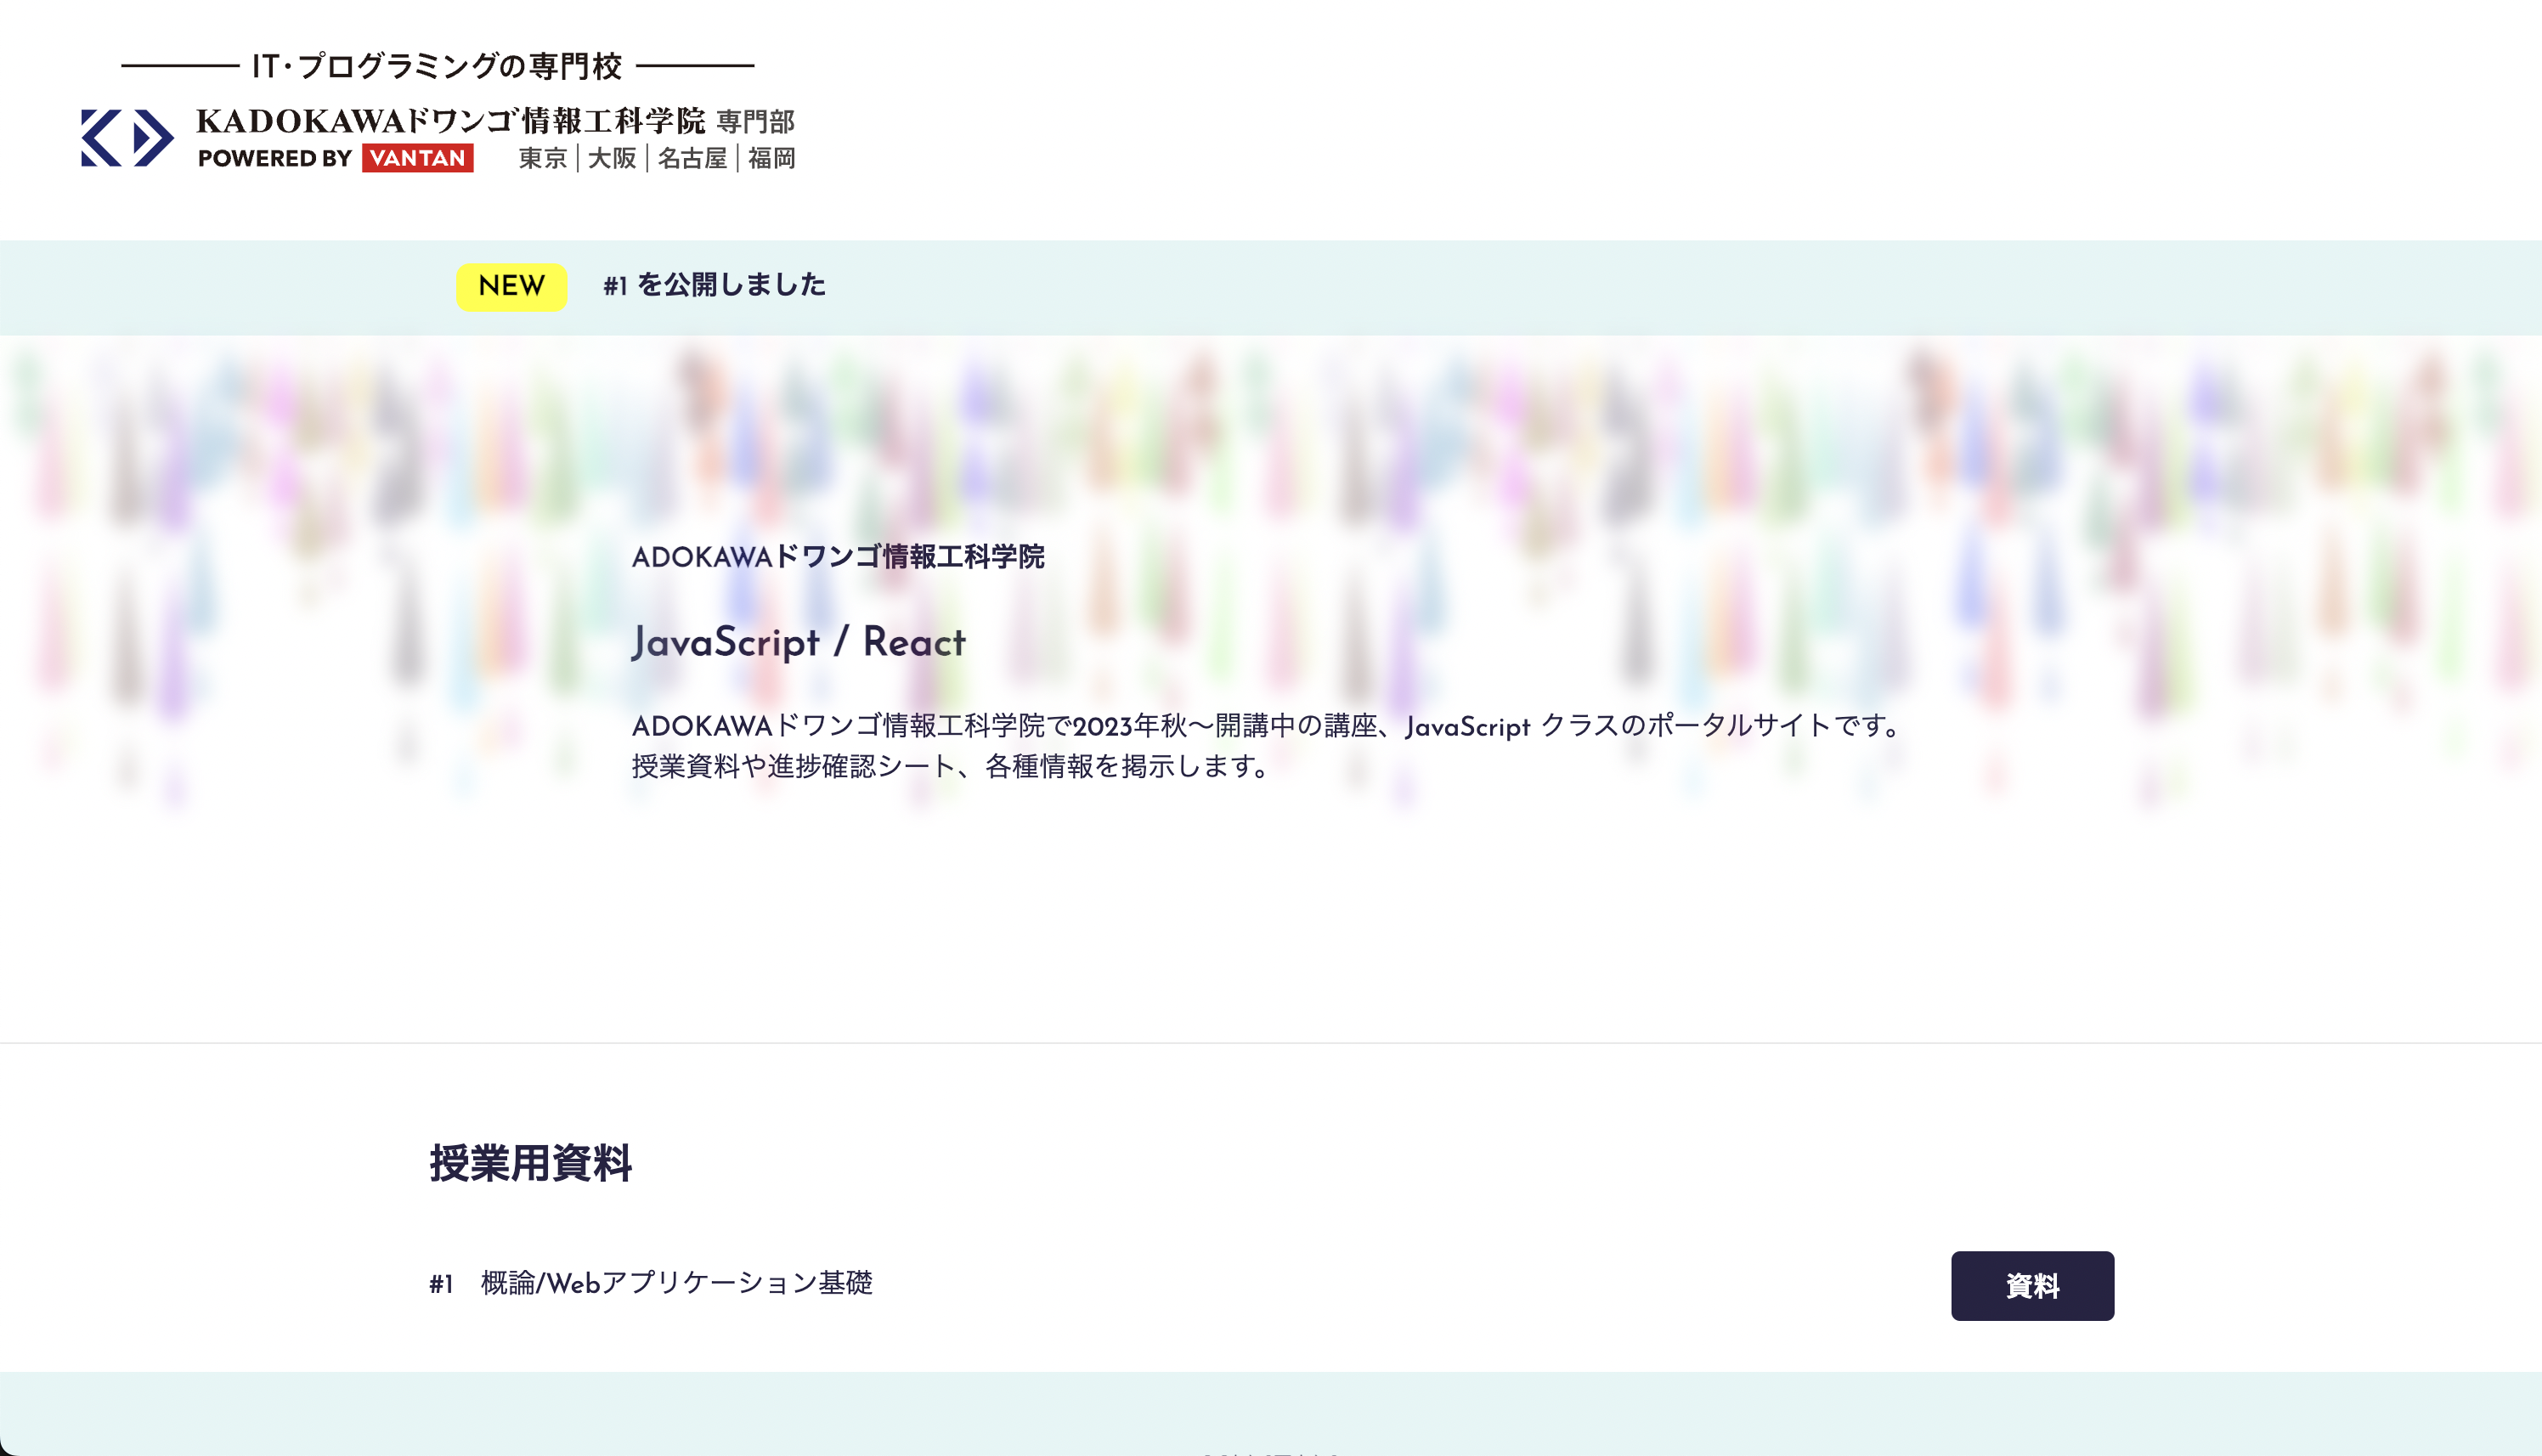 IT・プログラミングの専門校
KADOKAWAドワンゴ情報工科学院 専門部
POWERED BY VANTAN 東京|大阪|名古屋|福岡
NEW #1 を公開しました
ADOKAWAドワンゴ情報工科学院
JavaScript / React
ADOKAWAドワンゴ情報工科学院で2023年秋〜開講中の講座、JavaScript クラスのポータルサイトです。
授業資料や進捗確認シート、各種情報を掲示します。
授業用資料
#1 概論/Webアプリケーション基礎 資料